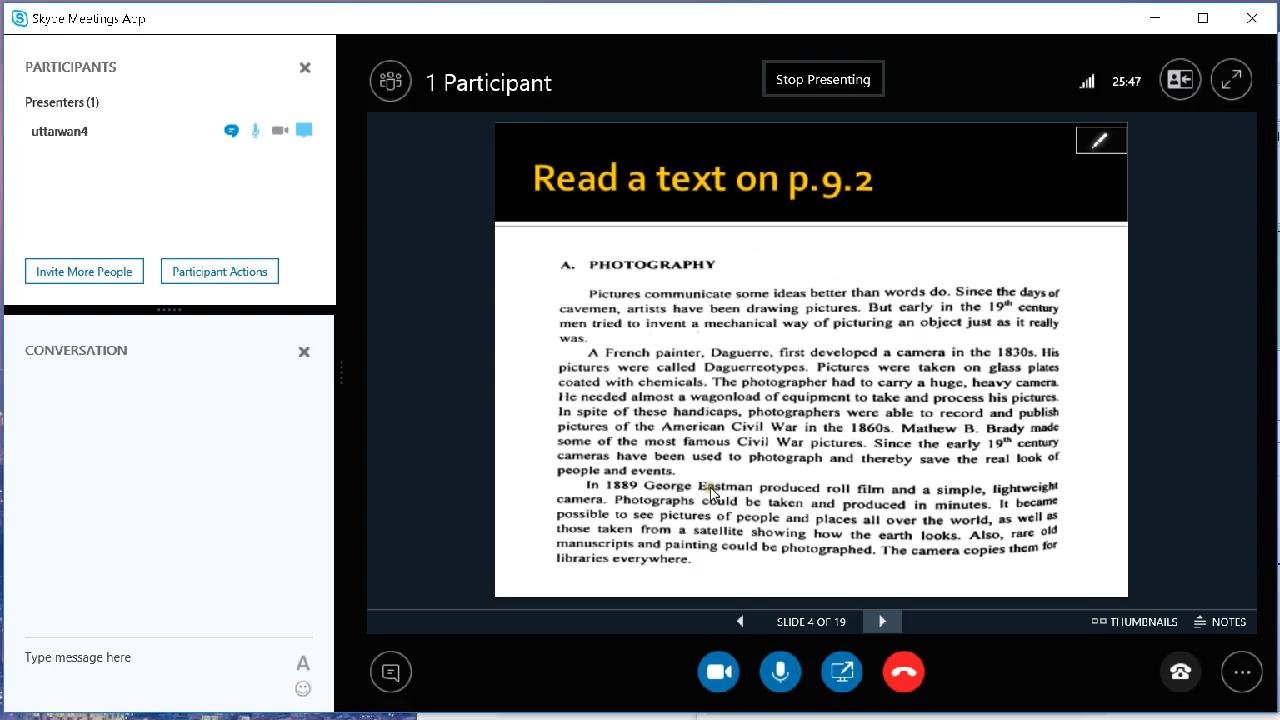 Skype Meetings App
PARTICIPANTS
Presenters (1)
uttaiwan4
Invite More People
Participant Actions
CONVERSATION
Type message here
A
1 Participant
Stop Presenting
25:47
Read a text on p.9.2
A. PHOTOGRAPHY
Pictures communicate some ideas better than words do. Since the days of
cavemen, artists have been drawing pictures. But early in the 19th century
men tried to invent a mechanical way of picturing an object just as it really
was.
A French painter, Daguerre, first developed a camera in the 1830s. His
pictures were called Daguerreotypes. Pictures were taken on glass plates
coated with chemicals. The photographer had to carry a huge, heavy camera.
He needed almost a wagonload of equipment to take and process his pictures.
In spite of these handicaps, photographers were able to record and publish
pictures of the American Civil War in the 1860s. Mathew B. Brady made
some of the most famous Civil War pictures. Since the early 19th century
cameras have been used to photograph and thereby save the real look of
people and events.
In 1889 George Eastman produced roll film and a simple, lightweight
camera. Photographs could be taken and produced in minutes. It became
possible to see pictures of people and places all over the world, as well as
those taken from a satellite showing how the earth looks. Also, rare old
manuscripts and painting could be photographed. The camera copies them for
libraries everywhere.
SLIDE 4 OF 19
THUMBNAILS
NOTES